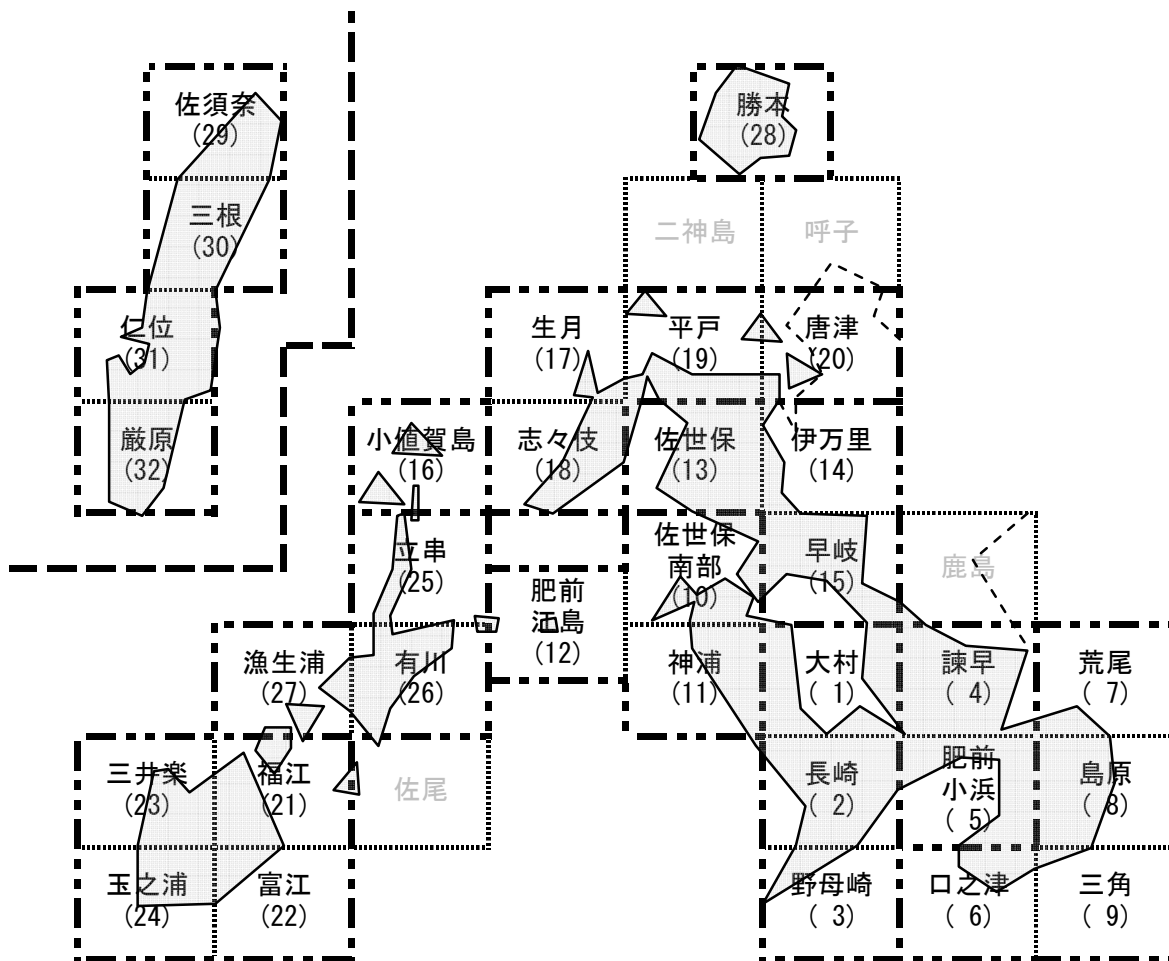 佐須奈
(29)
勝本
(28)
三根
(30)
二神島
呼子
仁位
(31)
生月
(17)
平戸
(19)
唐津
(20)
厳原
(32)
小値賀島
(16)
志々岐
(18)
佐世保
(13)
伊万里
(14)
立串
(25)
肥前
江島
(12)
佐世保
南部
(10)
早岐
(15)
鹿島
漁生浦
(27)
有川
(26)
神浦
(11)
大村
( 1)
諫早
( 4)
荒尾
( 7)
三井楽
(23)
福江
(21)
佐尾
長崎
( 2)
肥前
小浜
( 5)
島原
( 8)
玉之浦
(24)
富江
(22)
野母崎
( 3)
口之津
( 6)
三角
( 9)